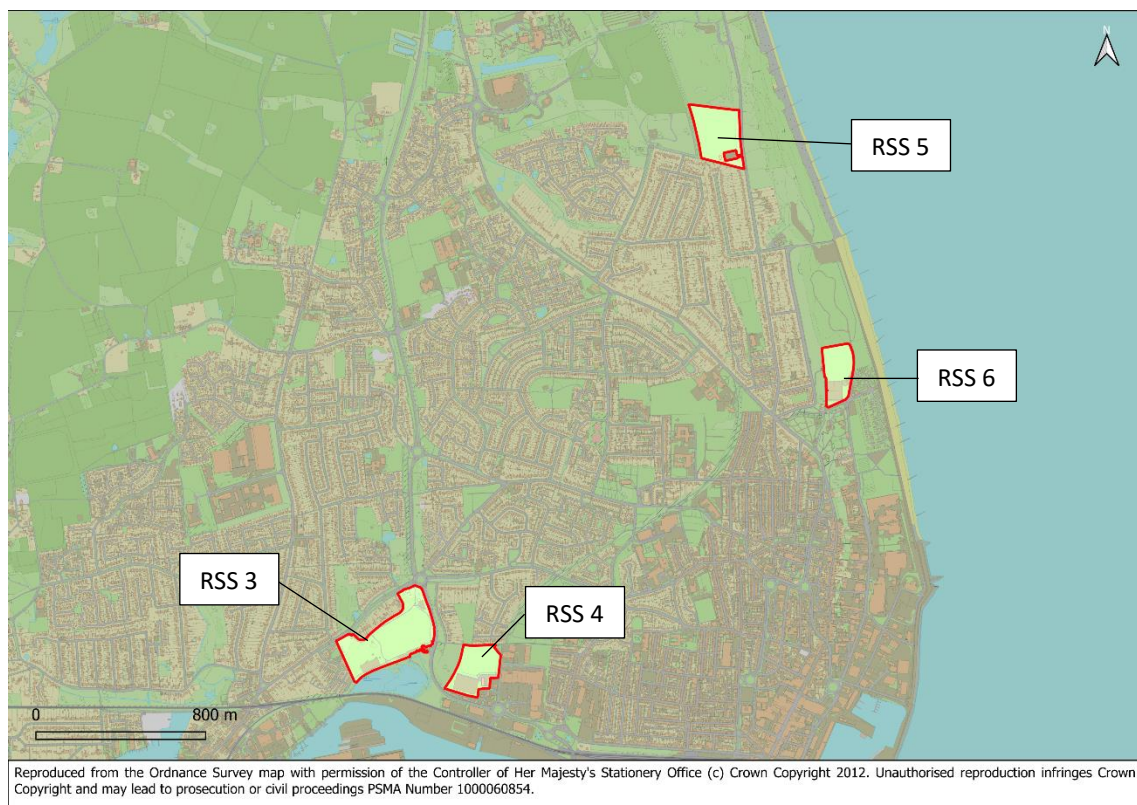 N
RSS 5
RSS 6
RSS 3
RSS 4
0 800 m
Reproduced from the Ordnance Survey map with permission of the Controller of Her Majesty's Stationery Office (c) Crown Copyright 2012. Unauthorised reproduction infringes Crown
Copyright and may lead to prosecution or civil proceedings PSMA Number 1000060854.